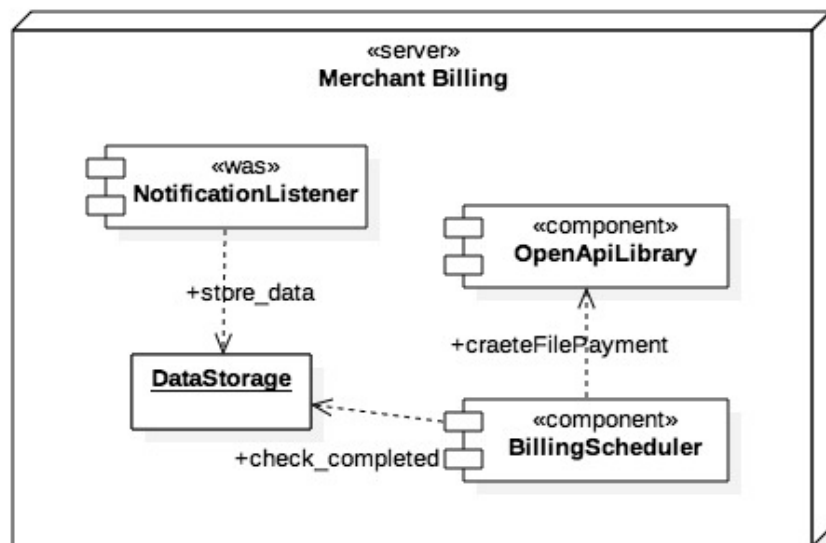 «server»
Merchant Billing
«was»
NotificationListener
«component»
OpenApiLibrary
+store_data
+craeteFilePayment
DataStorage
«component»
BillingScheduler
+check_completed